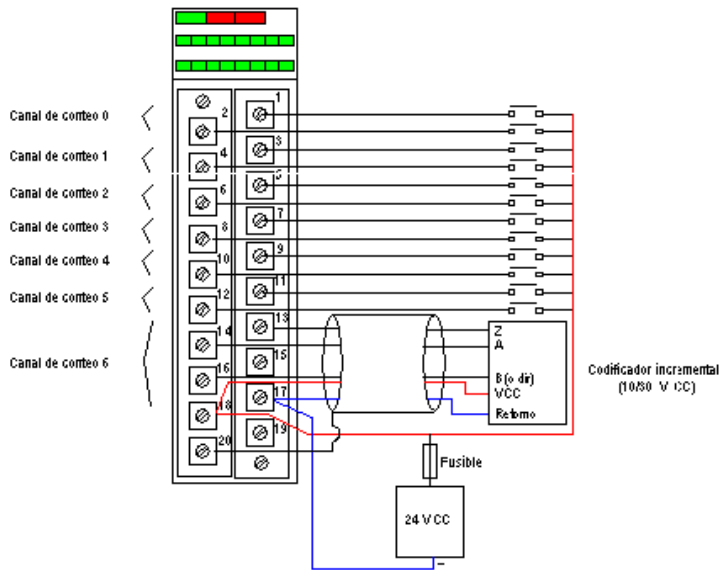 Canal de conteo 0
Canal de conteo 1
Canal de conteo 2
Canal de conteo 3
Canal de conteo 4
Canal de conteo 5
Canal de conteo 6
1
2
3
4
5
6
7
8
9
10
11
12
13
14
15
16
17
18
19
20
Z
A
B (o dir)
VCC
Retorno
Codificador incremental
(10/30 V CC)
Fusible
24 V CC
–